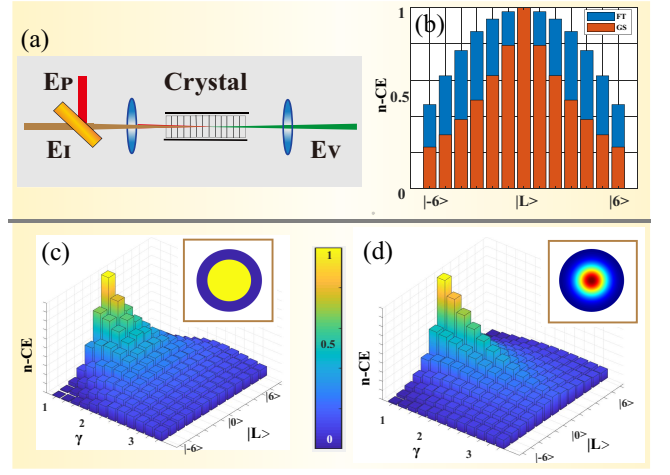 (a)
EP
Crystal
EI
EV
(b)
1
FT
GS
n-CE
0.5
0
|-6>
|L>
|6>
(c)
n-CE
1
2
3
γ
|-6>
|0>
|6>
|L>
1
0.5
0
(d)
n-CE
1
2
3
γ
|-6>
|0>
|6>
|L>